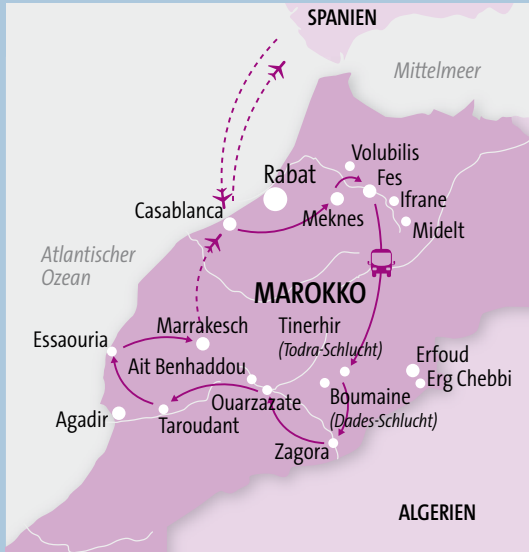 SPANIEN
Mittelmeer
Volubilis
Rabat
Fes
Ifrane
Casablanca
Meknes
Midelt
Atlantischer
Ozean
MAROKKO
Essaouria
Marrakesch
Tinerhir
(Todra-Schlucht)
Erfoud
Ait Benhaddou
Erg Chebbi
Ouarzazate
Boumaine
(Dades-Schlucht)
Agadir
Taroudant
Zagora
ALGERIEN